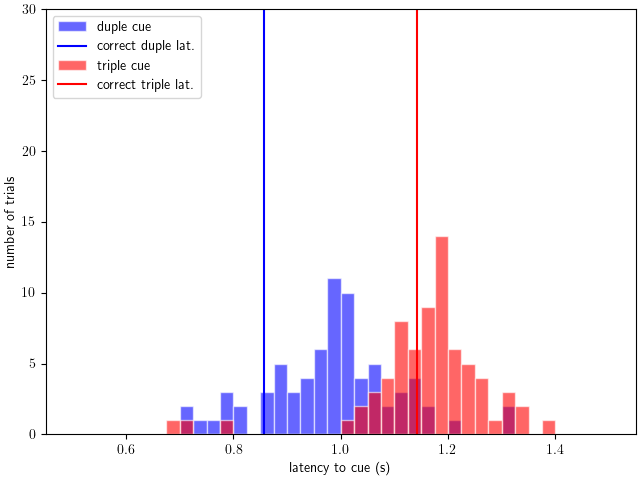 30
25
20
15
10
5
0
number of trials
duple cue
correct duple lat.
triple cue
correct triple lat.
0.6 0.8 1.0 1.2 1.4
latency to cue (s)